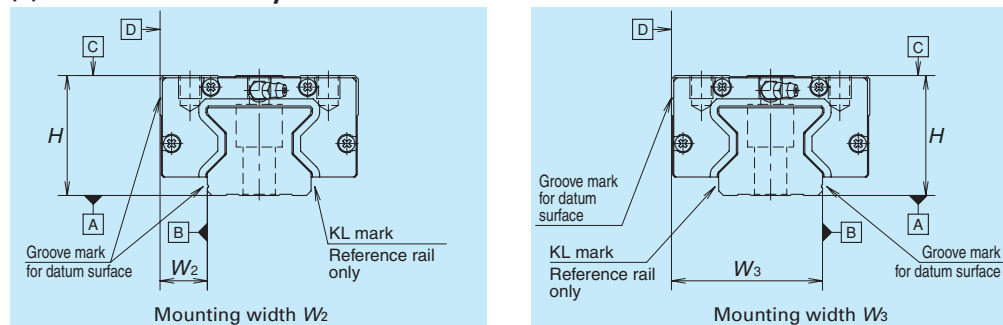 D
C
H
A
B
Groove mark
for datum surface
KL mark
Reference rail
only
W2
Mounting width W2
D
C
H
A
B
Groove mark
for datum
surface
KL mark
Reference rail
only
Groove mark
for datum surface
W3
Mounting width W3